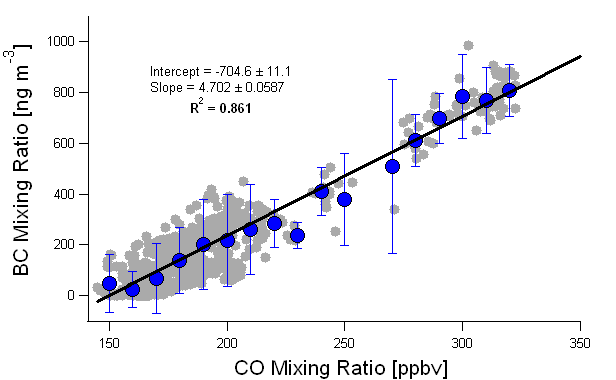 1000
800
600
400
200
0
BC Mixing Ratio [ng m⁻³]
Intercept = -704.6 ± 11.1
Slope = 4.702 ± 0.0587
R² = 0.861
150 200 250 300 350
CO Mixing Ratio [ppbv]